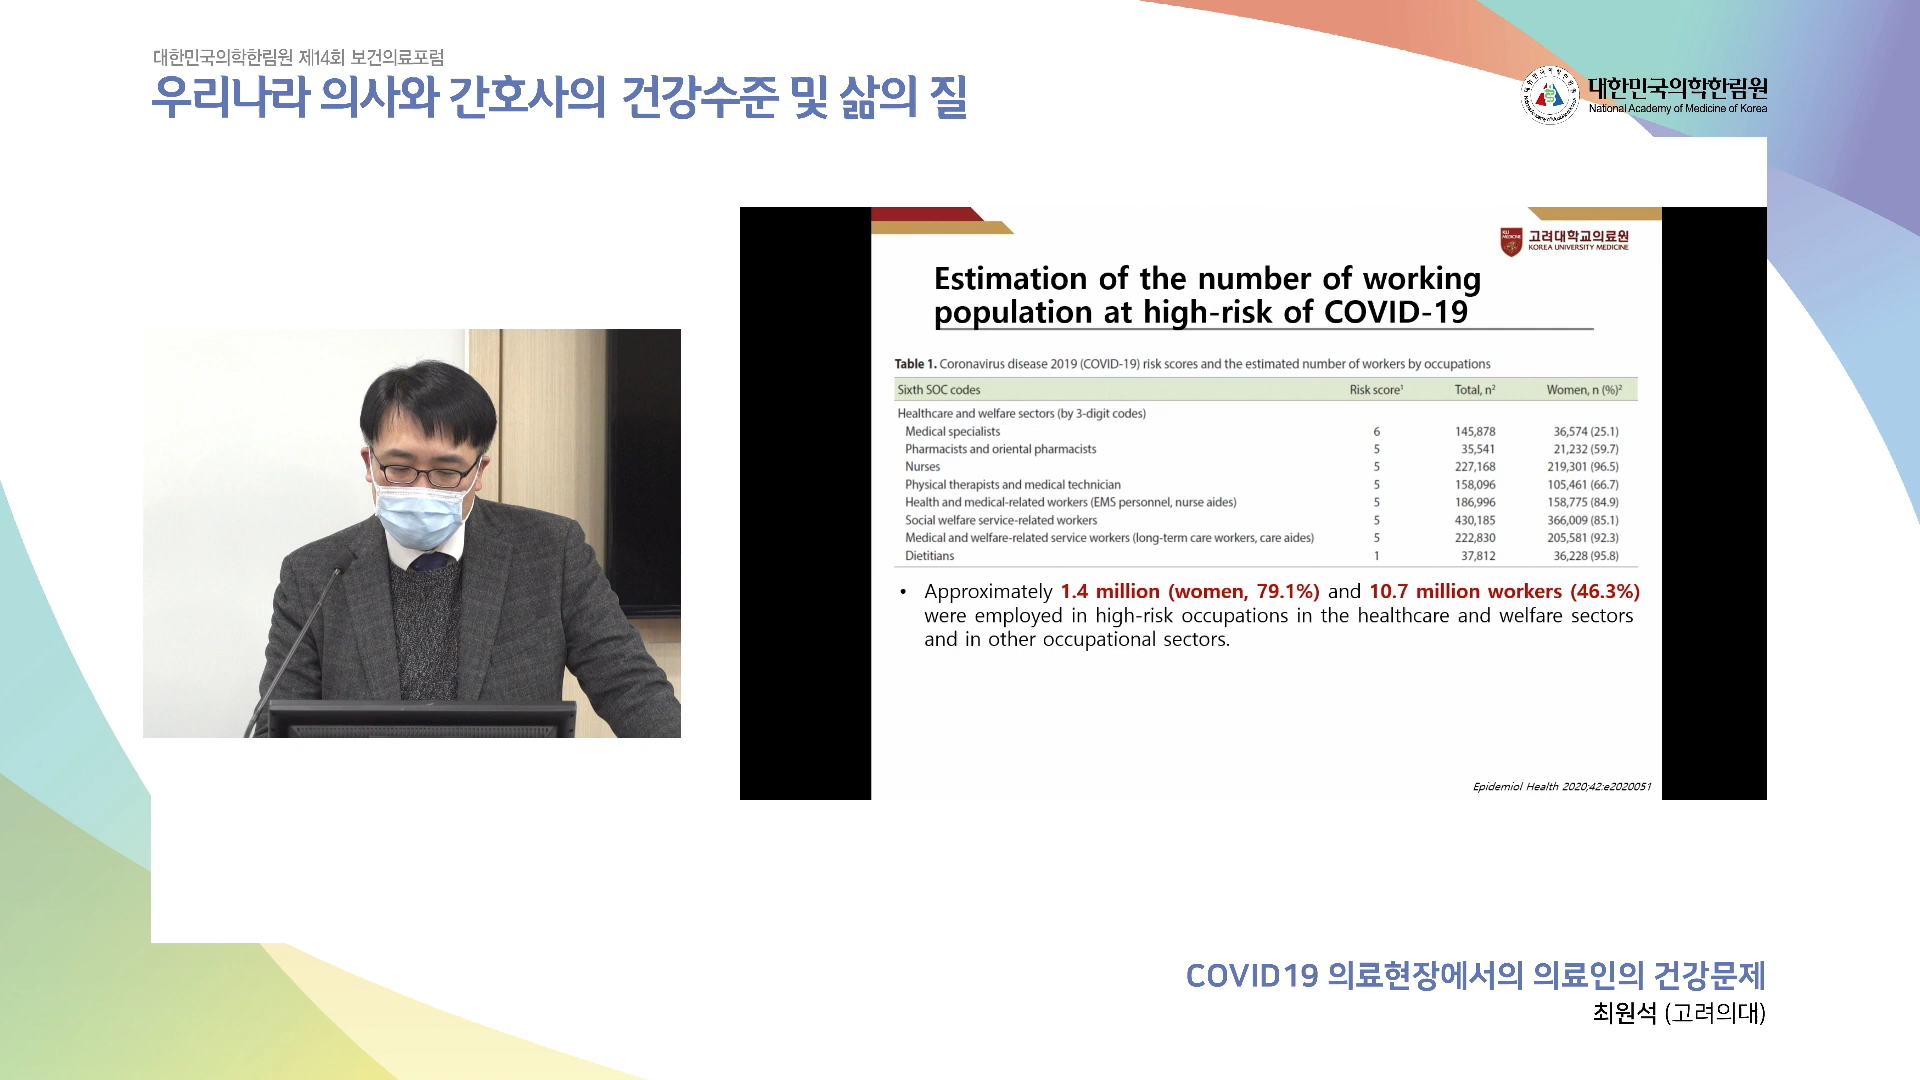 대한민국의학한림원 제14회 보건의료포럼
우리나라 의사와 간호사의 건강수준 및 삶의 질
대한민국의학한림원
National Academy of Medicine of Korea
고려대학교의료원
KOREA UNIVERSITY MEDICINE
Estimation of the number of working
population at high-risk of COVID-19
Table 1. Coronavirus disease 2019 (COVID-19) risk scores and the estimated number of workers by occupations
Sixth SOC codes Risk score¹ Total, n² Women, n (%)²
Healthcare and welfare sectors (by 3-digit codes)
Medical specialists 6 145,878 36,574 (25.1)
Pharmacists and oriental pharmacists 5 35,541 21,232 (59.7)
Nurses 5 227,168 219,301 (96.5)
Physical therapists and medical technician 5 158,096 105,461 (66.7)
Health and medical-related workers (EMS personnel, nurse aides) 5 186,996 158,775 (84.9)
Social welfare service-related workers 5 430,185 366,009 (85.1)
Medical and welfare-related service workers (long-term care workers, care aides) 5 222,830 205,581 (92.3)
Dietitians 1 37,812 36,228 (95.8)
• Approximately 1.4 million (women, 79.1%) and 10.7 million workers (46.3%)
were employed in high-risk occupations in the healthcare and welfare sectors
and in other occupational sectors.
Epidemiol Health 2020;42:e2020051
COVID19 의료현장에서의 의료인의 건강문제
최원석 (고려의대)